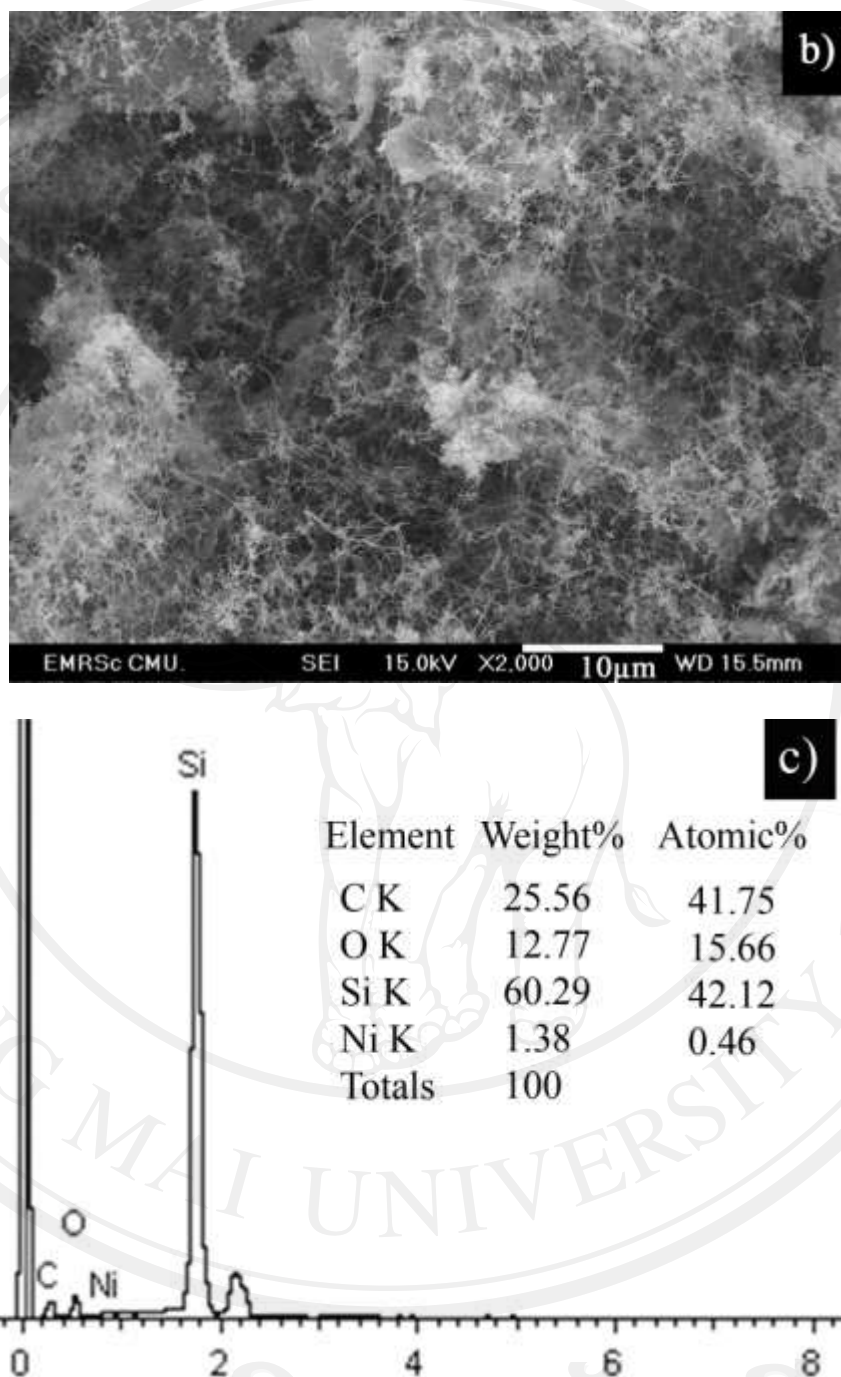 b)
EMRSc CMU. SEI 15.0kV X2,000 10µm WD 15.5mm
c)
Si
Element Weight% Atomic%
C K 25.56 41.75
O K 12.77 15.66
Si K 60.29 42.12
Ni K 1.38 0.46
Totals 100
O
C Ni
0 2 4 6 8
MAI UNIVERSITY